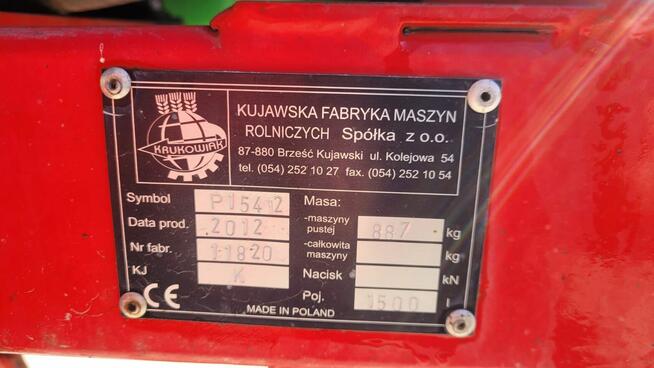 KRUKOWIAK
KUJAWSKA FABRYKA MASZYN
ROLNICZYCH Spółka z o.o.
87-880 Brześć Kujawski ul. Kolejowa 54
tel. (054) 252 10 27 fax. (054) 252 10 54
Symbol P154\2
Data prod. 2012
Nr fabr. 11820
KJ K
Masa:
-maszyny pustej 887 kg
-całkowita maszyny kg
Nacisk kN
Poj. 1500 l
CE
MADE IN POLAND